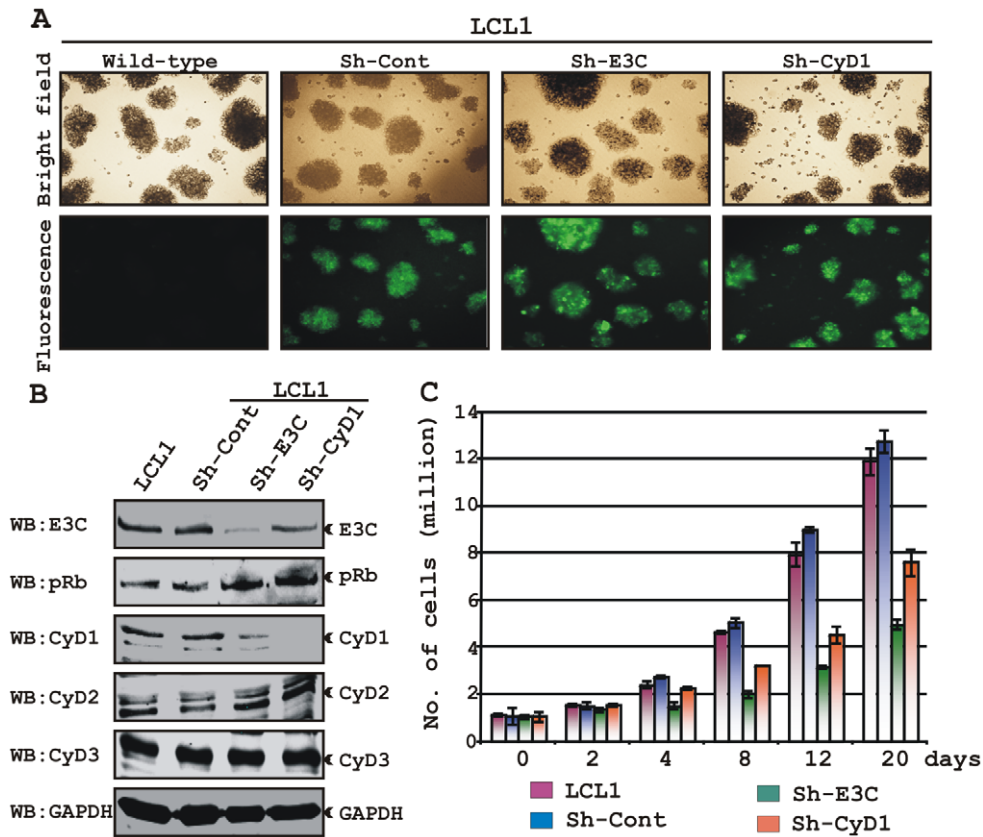 A
LCL1
Wild-type Sh-Cont Sh-E3C Sh-CyD1
Bright field
Fluorescence
B
LCL1
LCL1 Sh-Cont Sh-E3C Sh-CyD1
WB:E3C E3C
WB:pRb pRb
WB:CyD1 CyD1
WB:CyD2 CyD2
WB:CyD3 CyD3
WB:GAPDH GAPDH
C
No. of cells (million)
14
12
10
8
6
4
2
0
0 2 4 8 12 20 days
LCL1 Sh-E3C
Sh-Cont Sh-CyD1